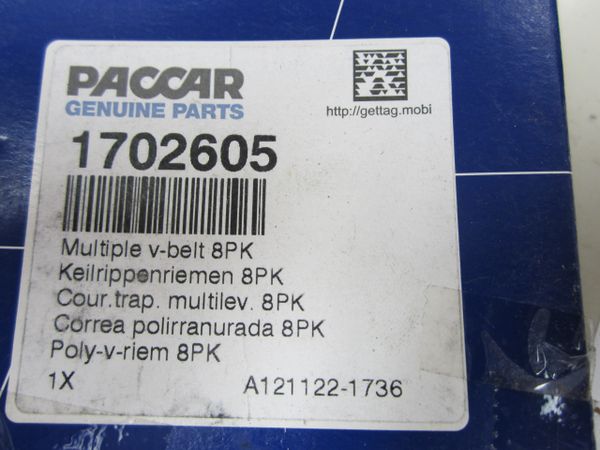 PACCAR
GENUINE PARTS
http://gettag.mobi
1702605
Multiple v-belt 8PK
Keilrippenriemen 8PK
Cour.trap. multilev. 8PK
Correa polirranurada 8PK
Poly-v-riem 8PK
1X A121122-1736